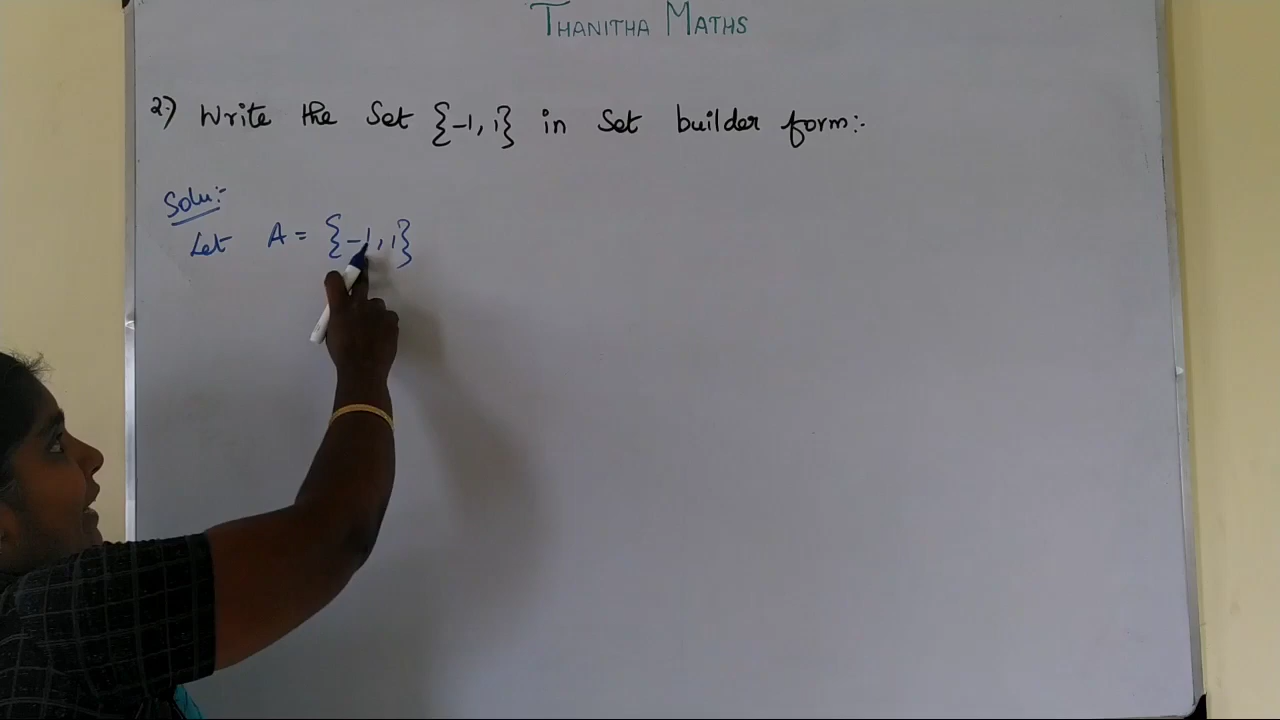 THANITHA MATHS
2) Write the Set {-1, 1} in Set builder form:-
Solu:-
Let A = {-1, 1}